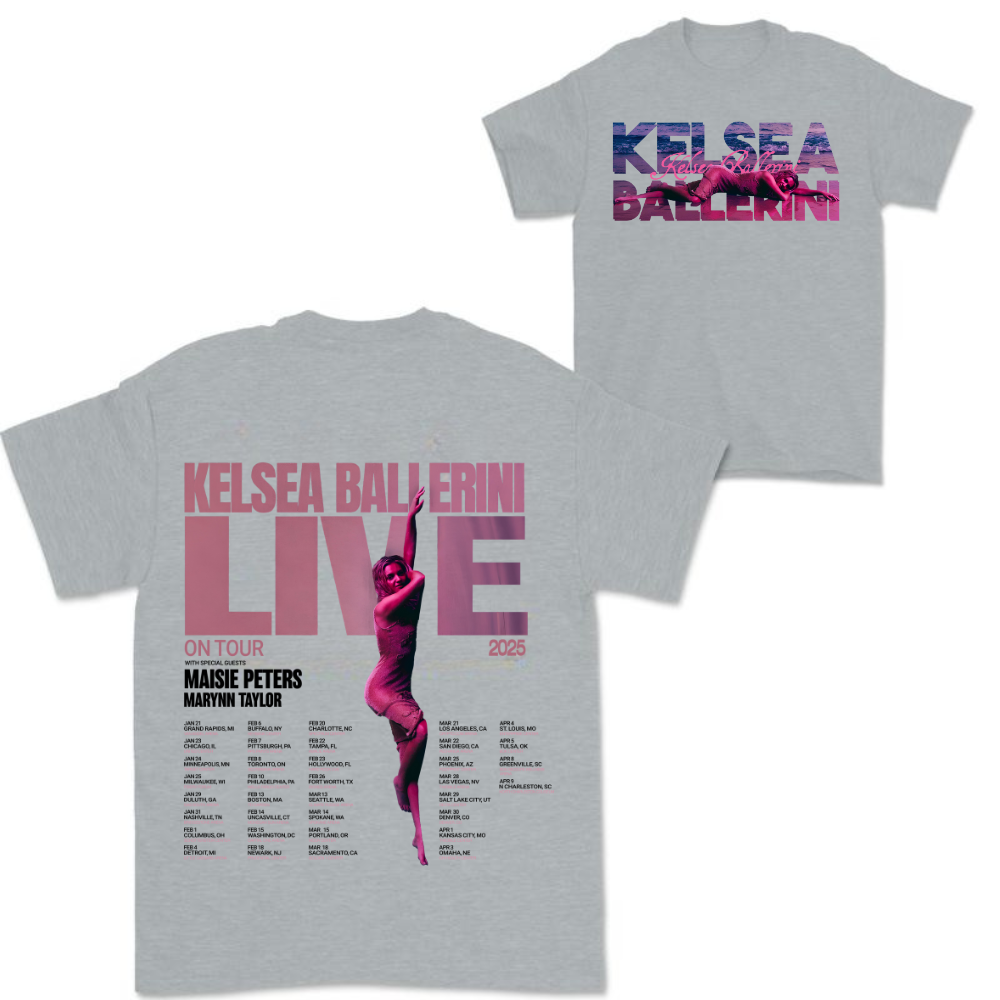 KELSEA
Kelsea Ballerini
BALLERINI
KELSEA BALLERINI
LIVE
ON TOUR
2025
WITH SPECIAL GUESTS
MAISIE PETERS
MARYNN TAYLOR
JAN 21
GRAND RAPIDS, MI
JAN 23
CHICAGO, IL
JAN 24
MINNEAPOLIS, MN
JAN 25
MILWAUKEE, WI
JAN 29
DULUTH, GA
JAN 31
NASHVILLE, TN
FEB 1
COLUMBUS, OH
FEB 4
DETROIT, MI
FEB 6
BUFFALO, NY
FEB 7
PITTSBURGH, PA
FEB 8
TORONTO, ON
FEB 10
PHILADELPHIA, PA
FEB 13
BOSTON, MA
FEB 14
UNCASVILLE, CT
FEB 15
WASHINGTON, DC
FEB 18
NEWARK, NJ
FEB 20
CHARLOTTE, NC
FEB 22
TAMPA, FL
FEB 23
HOLLYWOOD, FL
FEB 26
FORT WORTH, TX
MAR 12
SEATTLE, WA
MAR 14
SPOKANE, WA
MAR 15
PORTLAND, OR
MAR 18
SACRAMENTO, CA
MAR 21
LOS ANGELES, CA
MAR 22
SAN DIEGO, CA
MAR 25
PHOENIX, AZ
MAR 28
LAS VEGAS, NV
MAR 29
SALT LAKE CITY, UT
MAR 30
DENVER, CO
APR 1
KANSAS CITY, MO
APR 3
OMAHA, NE
APR 4
ST. LOUIS, MO
APR 5
TULSA, OK
APR 8
GREENVILLE, SC
APR 9
N CHARLESTON, SC